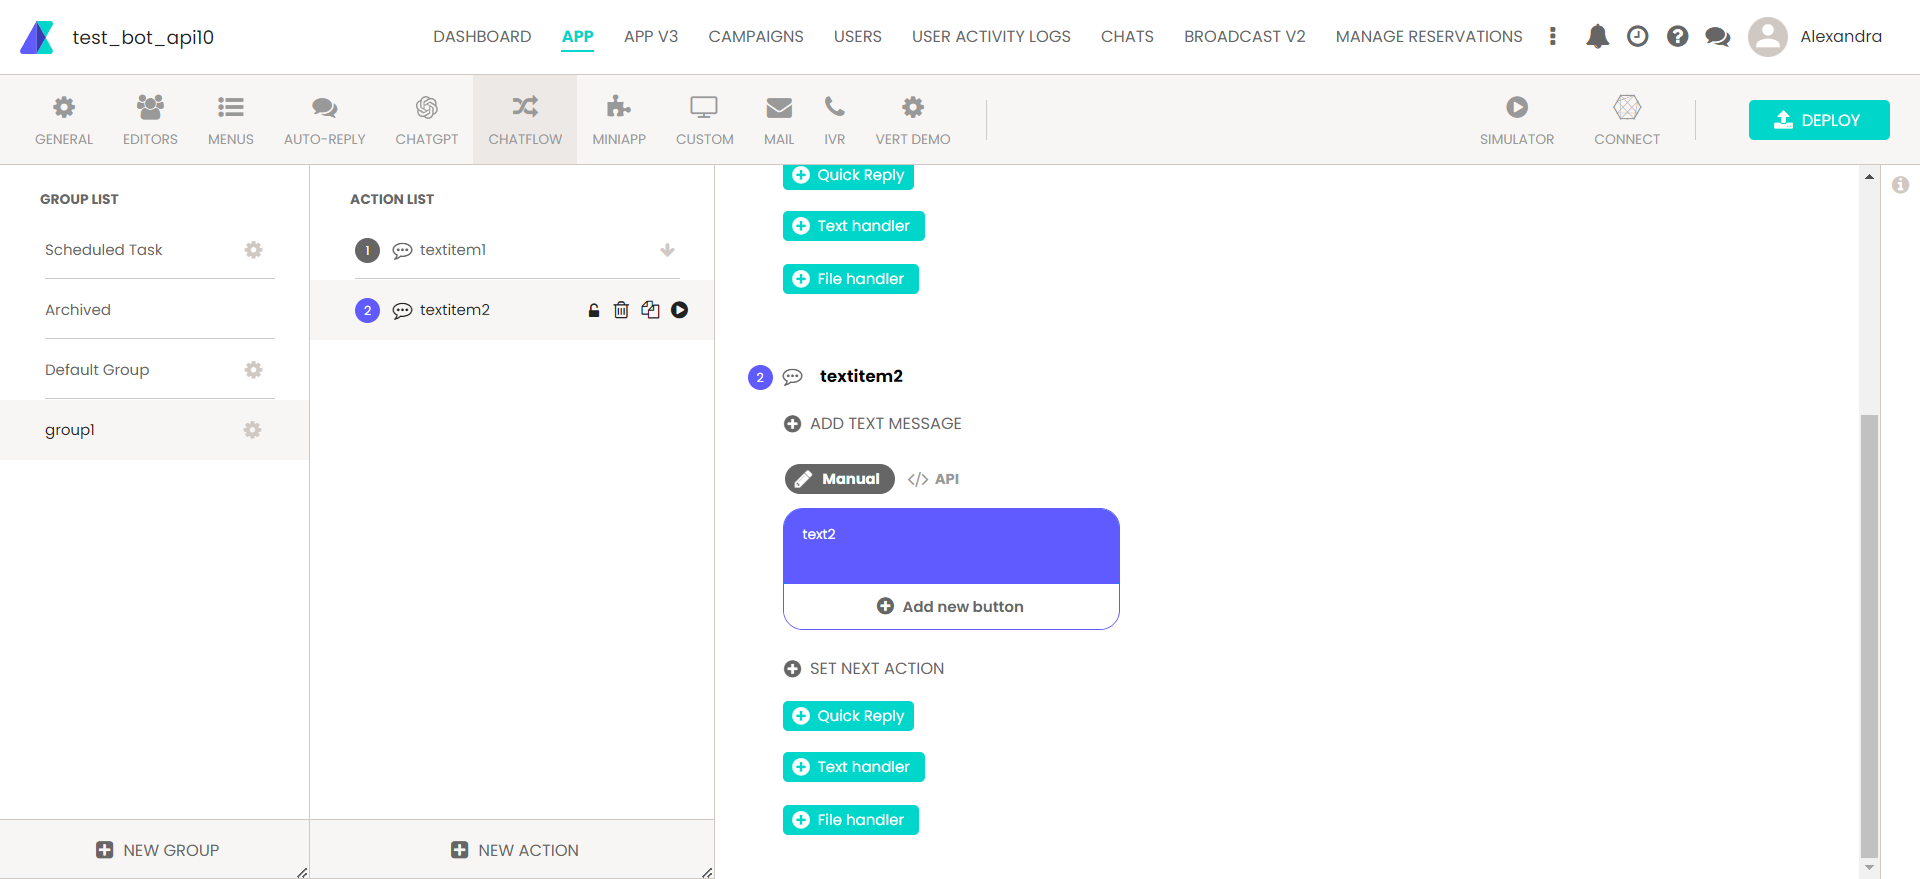 test_bot_api10
DASHBOARD APP APP V3 CAMPAIGNS USERS USER ACTIVITY LOGS CHATS BROADCAST V2 MANAGE RESERVATIONS Alexandra
GENERAL EDITORS MENUS AUTO-REPLY CHATGPT CHATFLOW MINIAPP CUSTOM MAIL IVR VERT DEMO SIMULATOR CONNECT DEPLOY
GROUP LIST
Scheduled Task
Archived
Default Group
group1
NEW GROUP
ACTION LIST
1 textitem1
2 textitem2
NEW ACTION
Quick Reply
Text handler
File handler
2 textitem2
ADD TEXT MESSAGE
Manual </> API
text2
Add new button
SET NEXT ACTION
Quick Reply
Text handler
File handler